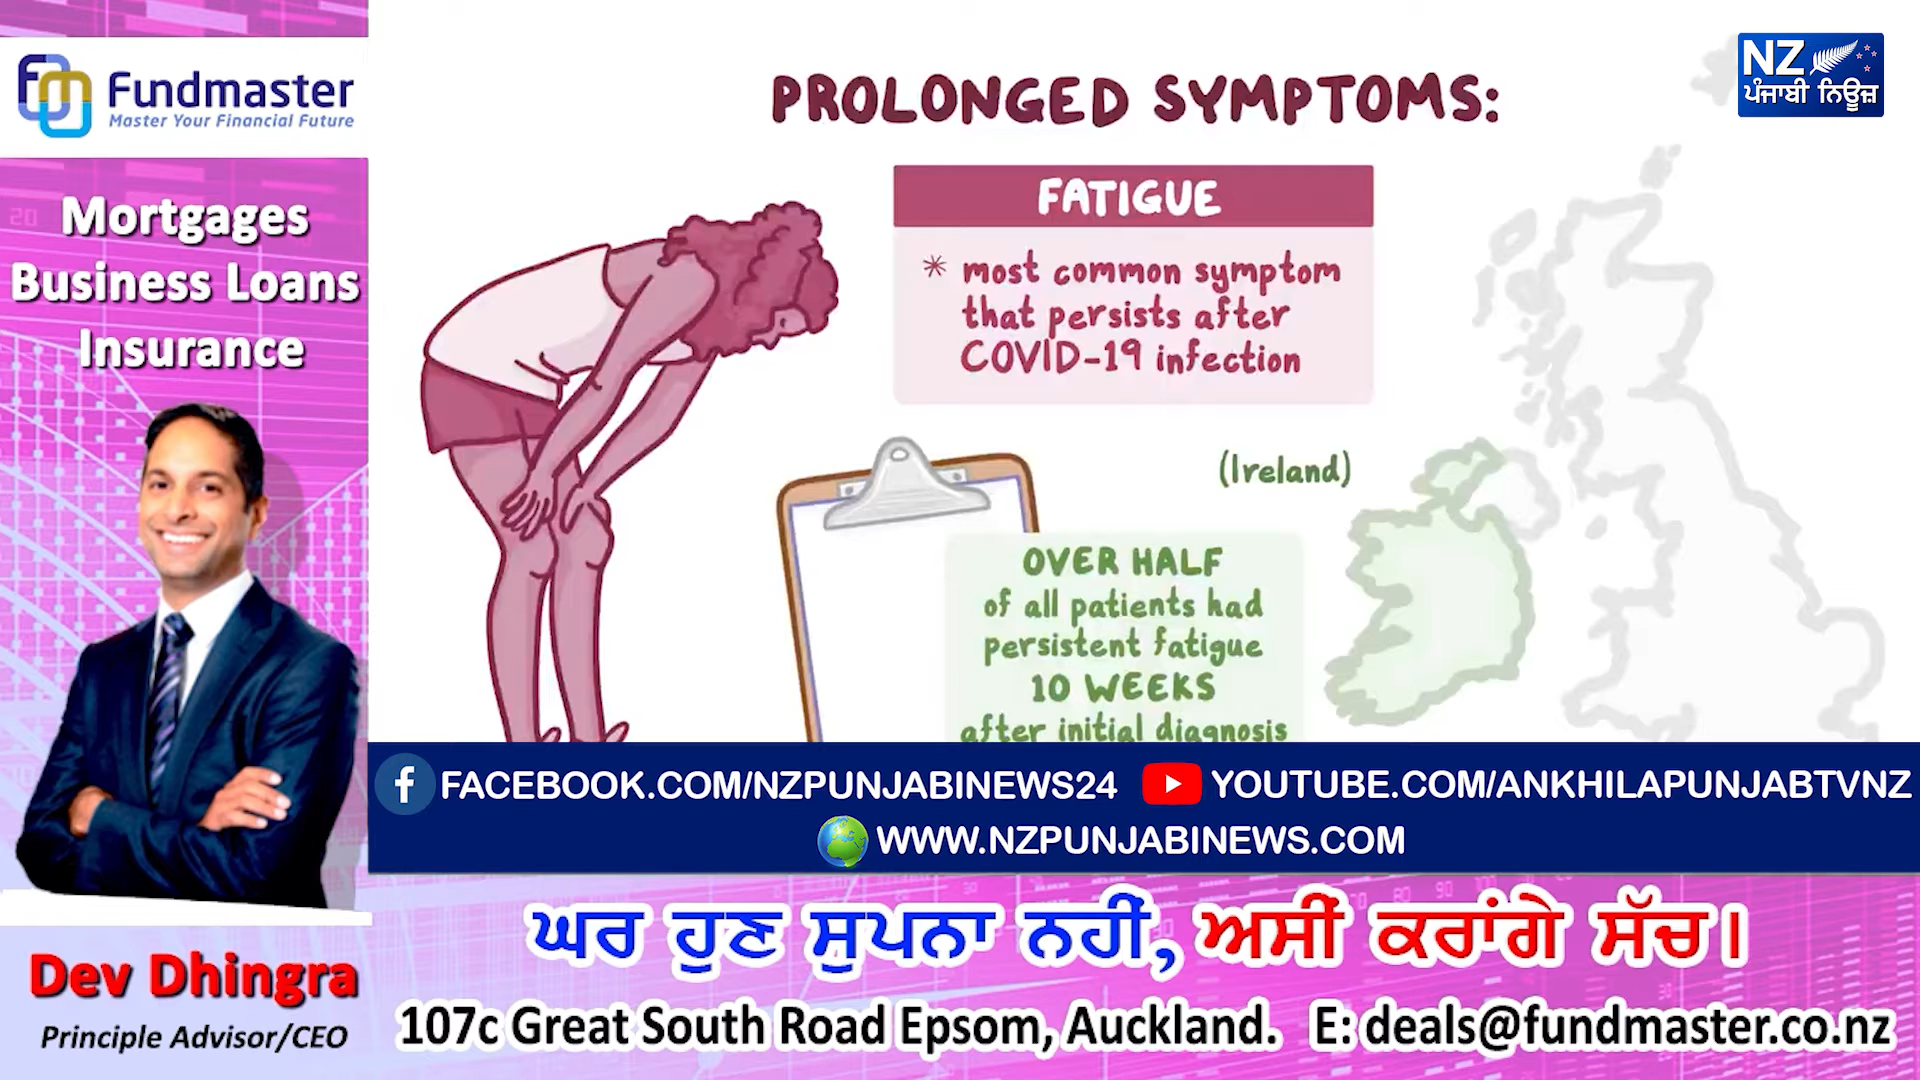 Fundmaster
Master Your Financial Future
Mortgages
Business Loans
Insurance
Dev Dhingra
Principle Advisor/CEO
PROLONGED SYMPTOMS:
NZ
ਪੰਜਾਬੀ ਨਿਊਜ਼
FATIGUE
* most common symptom
that persists after
COVID-19 infection
(Ireland)
OVER HALF
of all patients had
persistent fatigue
10 WEEKS
after initial diagnosis
FACEBOOK.COM/NZPUNJABINEWS24 YOUTUBE.COM/ANKHILAPUNJABTVNZ
WWW.NZPUNJABINEWS.COM
ਘਰ ਹੁਣ ਸੁਪਨਾ ਨਹੀਂ, ਅਸੀਂ ਕਰਾਂਗੇ ਸੱਚ।
107c Great South Road Epsom, Auckland. E: deals@fundmaster.co.nz